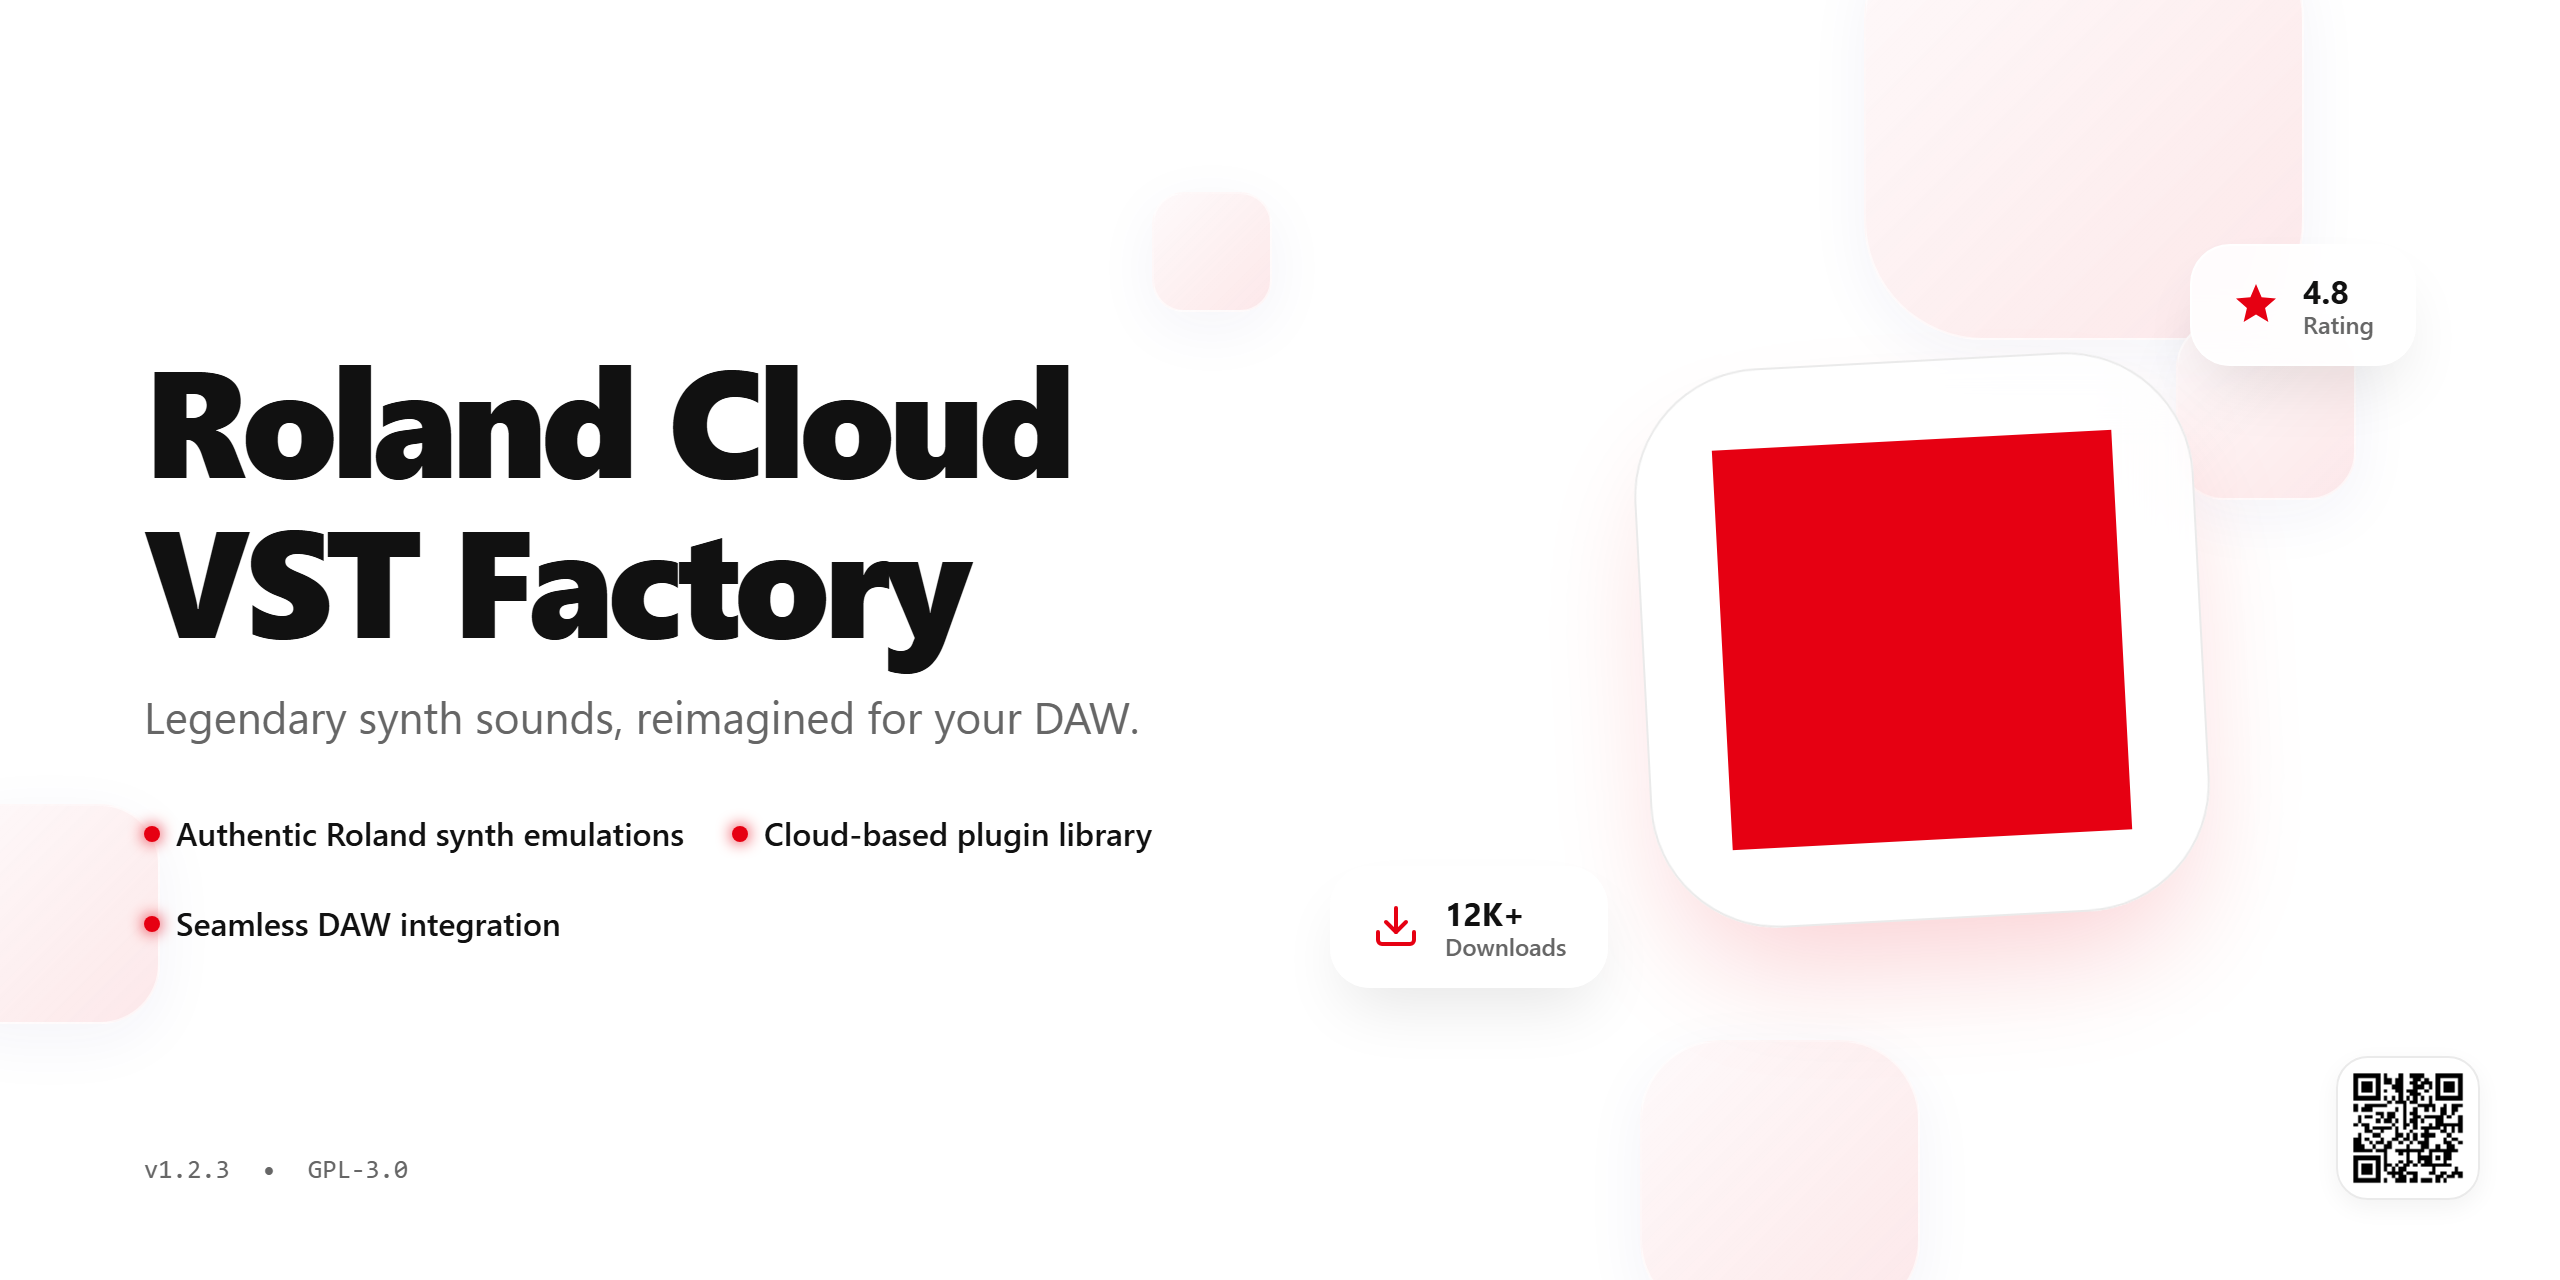 Roland Cloud
VST Factory
Legendary synth sounds, reimagined for your DAW.
Authentic Roland synth emulations
Cloud-based plugin library
Seamless DAW integration
v1.2.3 • GPL-3.0
4.8
Rating
12K+
Downloads